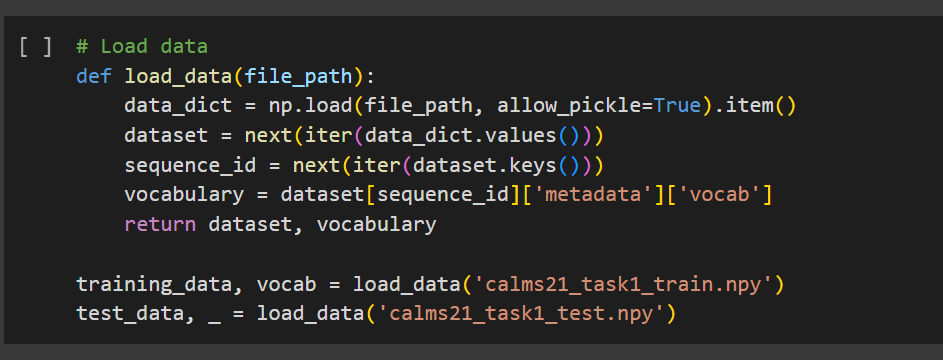 [ ] # Load data
def load_data(file_path):
    data_dict = np.load(file_path, allow_pickle=True).item()
    dataset = next(iter(data_dict.values()))
    sequence_id = next(iter(dataset.keys()))
    vocabulary = dataset[sequence_id]['metadata']['vocab']
    return dataset, vocabulary

training_data, vocab = load_data('calms21_task1_train.npy')
test_data, _ = load_data('calms21_task1_test.npy')